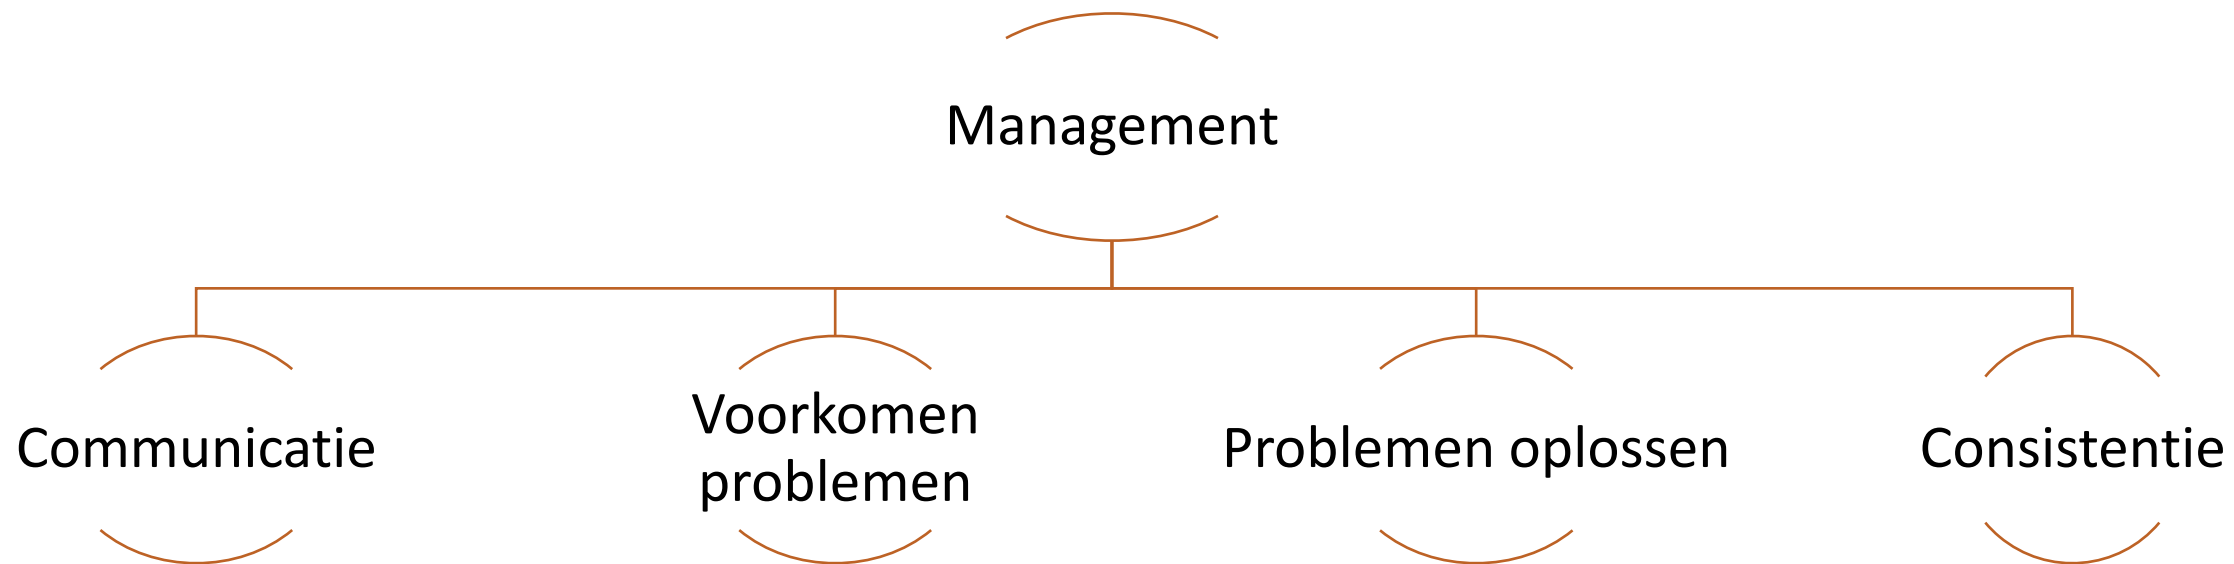 Management
Communicatie
Voorkomen
problemen
Problemen oplossen
Consistentie